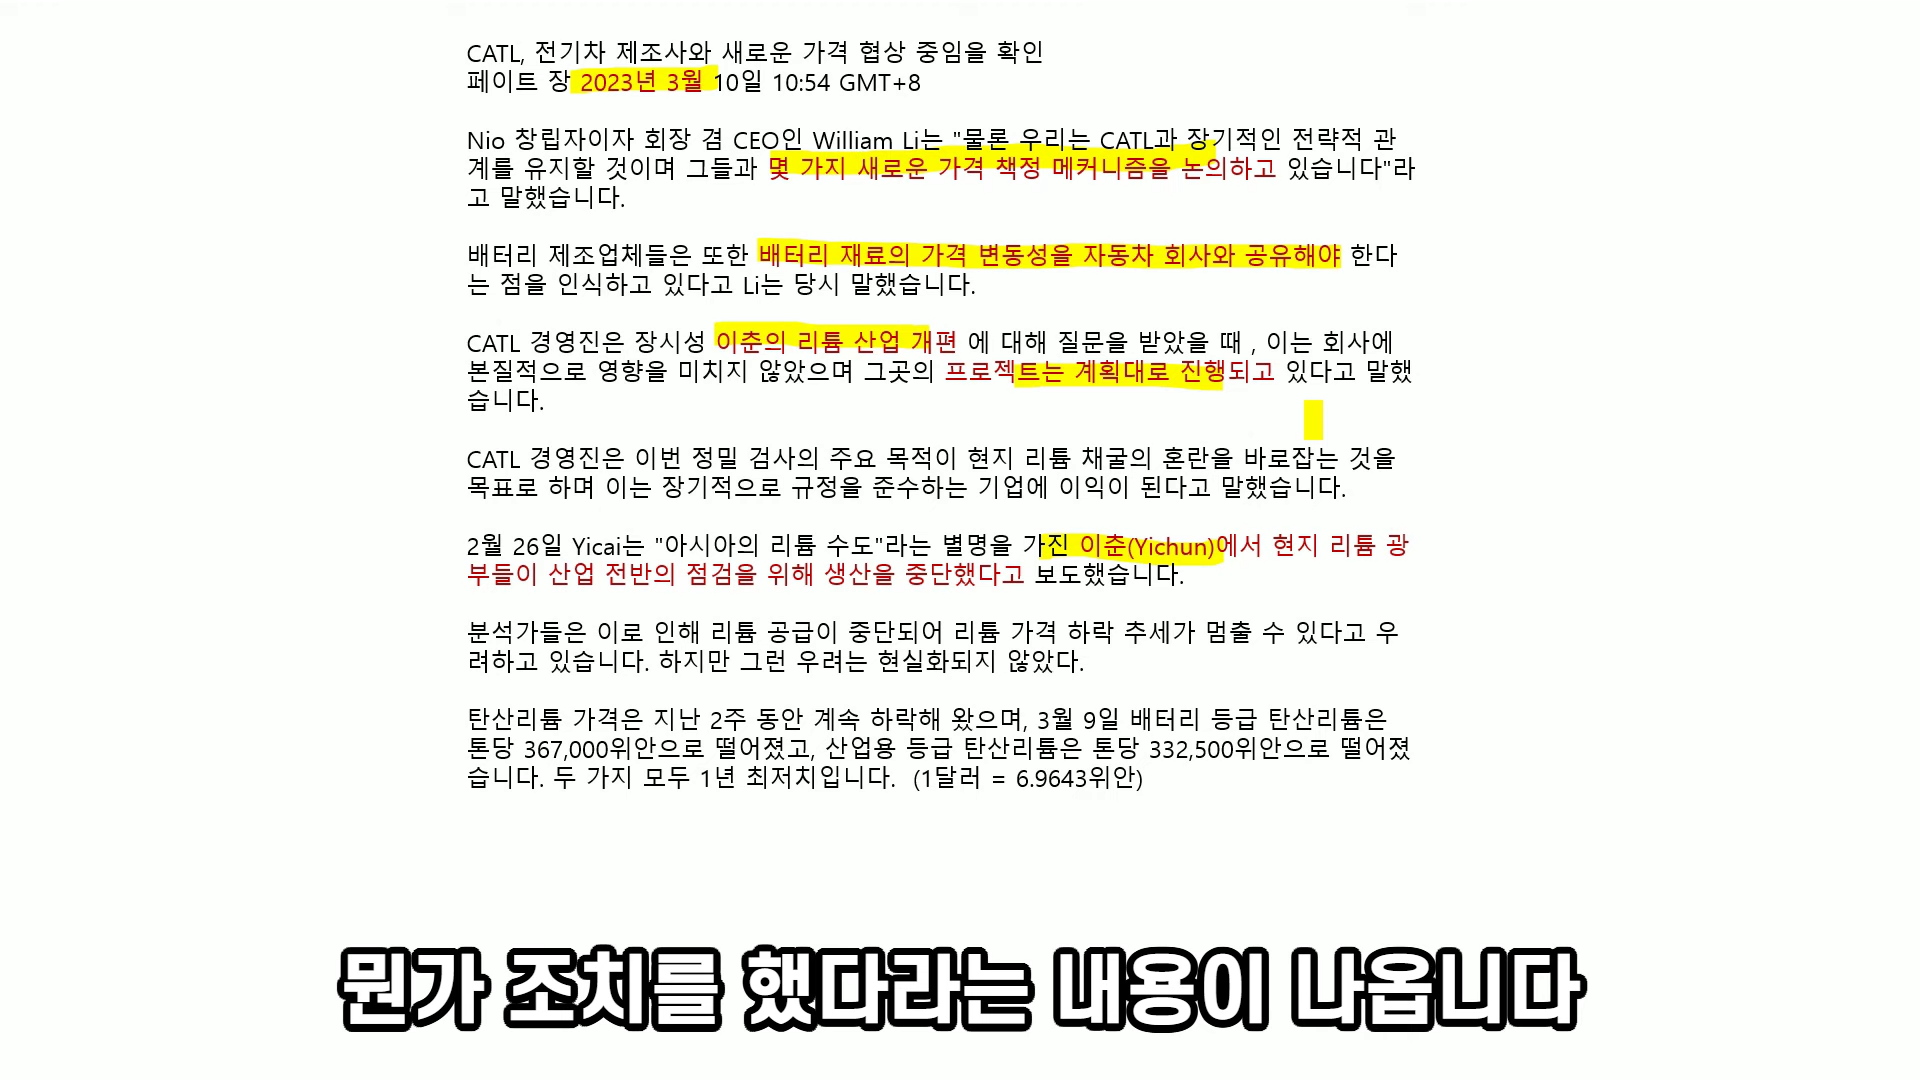 CATL, 전기차 제조사와 새로운 가격 협상 중임을 확인
페이트 장 2023년 3월 10일 10:54 GMT+8
Nio 창립자이자 회장 겸 CEO인 William Li는 "물론 우리는 CATL과 장기적인 전략적 관
계를 유지할 것이며 그들과 몇 가지 새로운 가격 책정 메커니즘을 논의하고 있습니다"라
고 말했습니다.
배터리 제조업체들은 또한 배터리 재료의 가격 변동성을 자동차 회사와 공유해야 한다
는 점을 인식하고 있다고 Li는 당시 말했습니다.
CATL 경영진은 장시성 이춘의 리튬 산업 개편 에 대해 질문을 받았을 때 , 이는 회사에
본질적으로 영향을 미치지 않았으며 그곳의 프로젝트는 계획대로 진행되고 있다고 말했
습니다.
CATL 경영진은 이번 정밀 검사의 주요 목적이 현지 리튬 채굴의 혼란을 바로잡는 것을
목표로 하며 이는 장기적으로 규정을 준수하는 기업에 이익이 된다고 말했습니다.
2월 26일 Yicai는 "아시아의 리튬 수도"라는 별명을 가진 이춘(Yichun)에서 현지 리튬 광
부들이 산업 전반의 점검을 위해 생산을 중단했다고 보도했습니다.
분석가들은 이로 인해 리튬 공급이 중단되어 리튬 가격 하락 추세가 멈출 수 있다고 우
려하고 있습니다. 하지만 그런 우려는 현실화되지 않았다.
탄산리튬 가격은 지난 2주 동안 계속 하락해 왔으며, 3월 9일 배터리 등급 탄산리튬은
톤당 367,000위안으로 떨어졌고, 산업용 등급 탄산리튬은 톤당 332,500위안으로 떨어졌
습니다. 두 가지 모두 1년 최저치입니다. (1달러 = 6.9643위안)
뭔가 조치를 했다라는 내용이 나옵니다